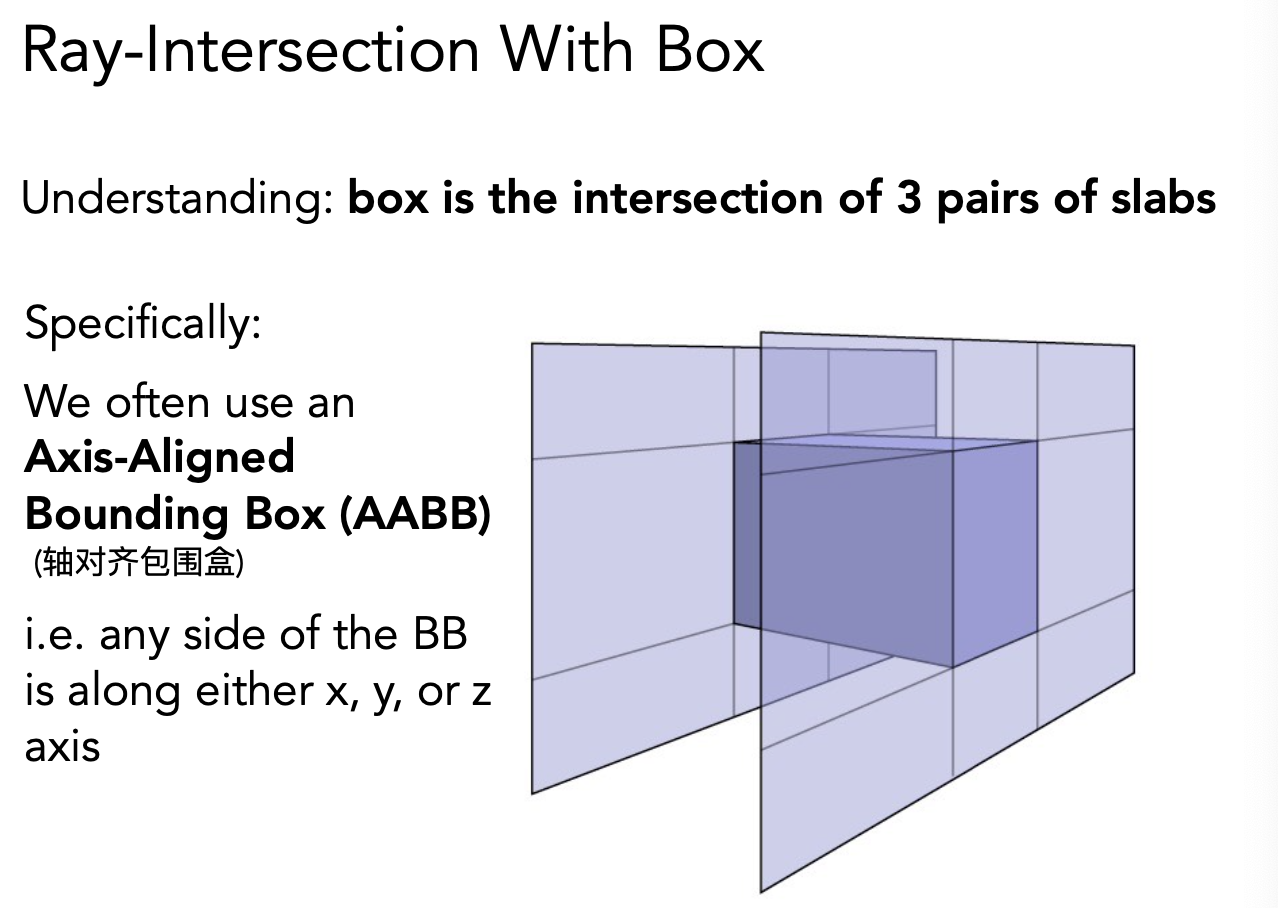 Ray-Intersection With Box
Understanding: box is the intersection of 3 pairs of slabs
Specifically:
We often use an
Axis-Aligned
Bounding Box (AABB)
(轴对齐包围盒)
i.e. any side of the BB
is along either x, y, or z
axis